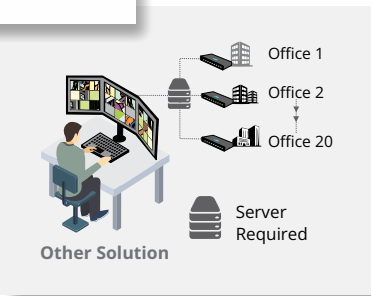 Office 1
Office 2
Office 20
Server
Required
Other Solution